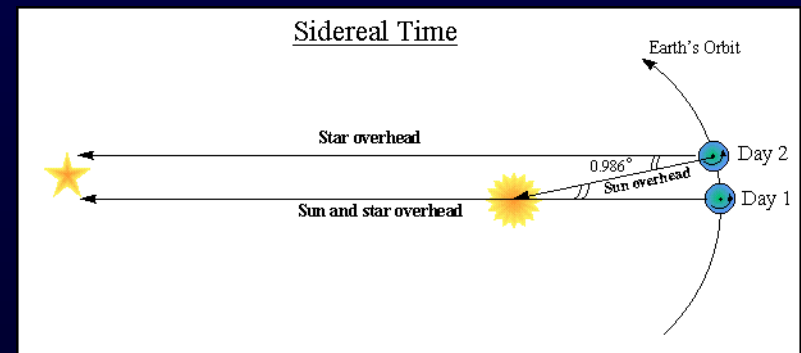 Sidereal Time
Earth's Orbit
Star overhead
0.986°
Day 2
Sun overhead
Sun and star overhead
Day 1